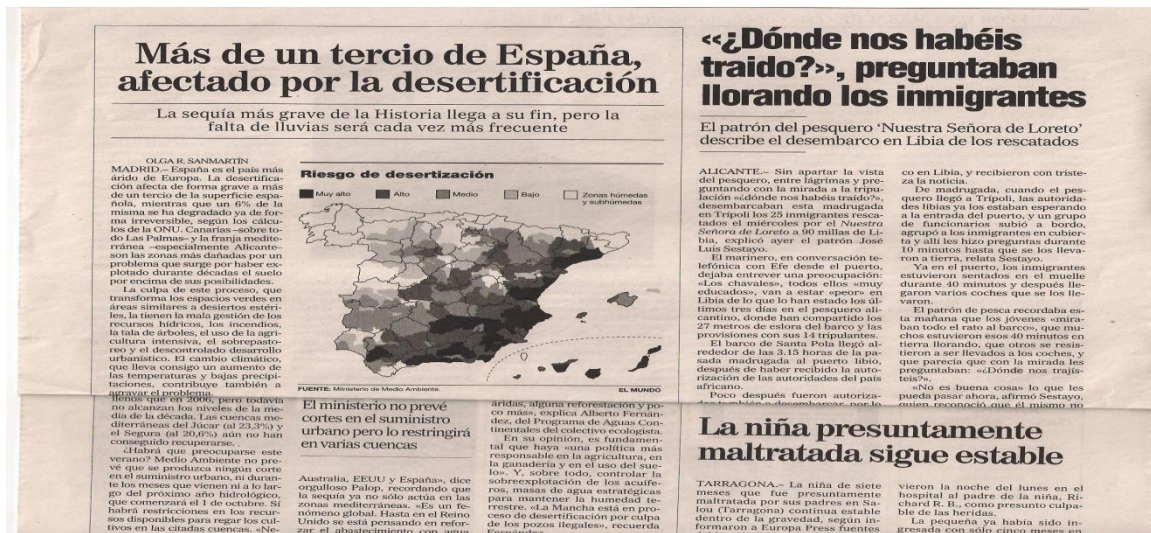 Más de un tercio de España,
afectado por la desertificación
La sequía más grave de la Historia llega a su fin, pero la
falta de lluvias será cada vez más frecuente
OLGA R. SANMARTÍN
MADRID.– España es el país más
árido de Europa. La desertifica-
ción afecta de forma grave a más
de un tercio de la superficie espa-
ñola, mientras que un 6% de la
misma se ha degradado ya de for-
ma irreversible, según los cálcu-
los de la ONU. Canarias –sobre to-
do Las Palmas– y la franja medite-
rránea –especialmente Alicante–
son las zonas más dañadas por un
problema que surge por haber ex-
plotado durante décadas el suelo
por encima de sus posibilidades.
La culpa de este proceso, que
transforma los espacios verdes en
áreas similares a desiertos estéri-
les, la tienen la mala gestión de los
recursos hídricos, los incendios,
la tala de árboles, el uso de la agri-
cultura intensiva, el sobrepasto-
reo y el descontrolado desarrollo
urbanístico. El cambio climático,
que lleva consigo un aumento de
las temperaturas y bajas precipi-
taciones, contribuye también a
agravar el problema.
llenos que en 2006, pero todavía
no alcanzan los niveles de la me-
dia de la década. Las cuencas me-
diterráneas del Júcar (al 23,3%) y
el Segura (al 20,6%) aún no han
conseguido recuperarse.
¿Habrá que preocuparse este
verano? Medio Ambiente no pre-
vé que se produzca ningún corte
en el suministro urbano, ni duran-
te los meses que vienen ni a lo lar-
go del próximo año hidrológico,
que comenzará el 1 de octubre. Sí
habrá restricciones en los recur-
sos disponibles para regar los cul-
tivos en las citadas cuencas. «Ne-
Riesgo de desertización
Muy alto
Alto
Medio
Bajo
Zonas húmedas
y subhúmedas
FUENTE: Ministerio de Medio Ambiente.
EL MUNDO
El ministerio no prevé
cortes en el suministro
urbano pero lo restringirá
en varias cuencas
Australia, EEUU y España», dice
orgulloso Palop, recordando que
la sequía ya no sólo actúa en las
zonas mediterráneas. «Es un fe-
nómeno global. Hasta en el Reino
Unido se está pensando en refor-
zar el abastecimiento con agua
áridas, alguna reforestación y po-
co más», explica Alberto Fernán-
dez, del Programa de Aguas Con-
tinentales del colectivo ecologista.
En su opinión, es fundamen-
tal que haya «una política más
responsable en la agricultura, en
la ganadería y en el uso del sue-
lo». Y, sobre todo, controlar la
sobreexplotación de los acuífe-
ros, masas de agua estratégicas
para mantener la humedad te-
rrestre. «La Mancha está en pro-
ceso de desertificación por culpa
de los pozos ilegales», recuerda
Fernández.
«¿Dónde nos habéis
traido?», preguntaban
llorando los inmigrantes
El patrón del pesquero 'Nuestra Señora de Loreto'
describe el desembarco en Libia de los rescatados
ALICANTE.– Sin apartar la vista
del pesquero, entre lágrimas y pre-
guntando con la mirada a la tripu-
lación «¿dónde nos habéis traído?»,
desembarcaban esta madrugada
en Trípoli los 25 inmigrantes resca-
tados el miércoles por el Nuestra
Señora de Loreto a 90 millas de Li-
bia, explicó ayer el patrón José
Luis Sestayo.
El marinero, en conversación te-
lefónica con Efe desde el puerto,
dejaba entrever una preocupación:
«Los chavales», todos ellos «muy
educados», van a estar «peor» en
Libia de lo que lo han estado los úl-
timos tres días en el pesquero ali-
cantino, donde han compartido los
27 metros de eslora del barco y las
provisiones con sus 14 tripulantes.
El barco de Santa Pola llegó al-
rededor de las 3.15 horas de la pa-
sada madrugada al puerto libio,
después de haber recibido la auto-
rización de las autoridades del país
africano.
Poco después fueron autoriza-
co en Libia, y recibieron con triste-
za la noticia.
De madrugada, cuando el pes-
quero llegó a Trípoli, las autorida-
des libias ya los estaban esperando
a la entrada del puerto, y un grupo
de funcionarios subió a bordo,
agrupó a los inmigrantes en cubier-
ta y allí les hizo preguntas durante
10 minutos hasta que se los lleva-
ron a tierra, relata Sestayo.
Ya en el puerto, los inmigrantes
estuvieron sentados en el muelle
durante 40 minutos y después lle-
garon varios coches que se los lle-
varon.
El patrón de pesca recordaba es-
ta mañana que los jóvenes «mira-
ban todo el rato al barco», que mu-
chos estuvieron esos 40 minutos en
tierra llorando, que otros se resis-
tieron a ser llevados a los coches, y
que parecía que con la mirada les
preguntaban: «¿Dónde nos trajís-
teis?».
«No es buena cosa» lo que les
pueda pasar ahora, afirmó Sestayo,
quien reconoció que él mismo no
La niña presuntamente
maltratada sigue estable
TARRAGONA.– La niña de siete
meses que fue presuntamente
maltratada por sus padres en Sa-
lou (Tarragona) continua estable
dentro de la gravedad, según in-
formaron a Europa Press fuentes
vieron la noche del lunes en el
hospital al padre de la niña, Ri-
chard R. B., como presunto culpa-
ble de las heridas.
La pequeña ya había sido in-
gresada con sólo cinco meses en